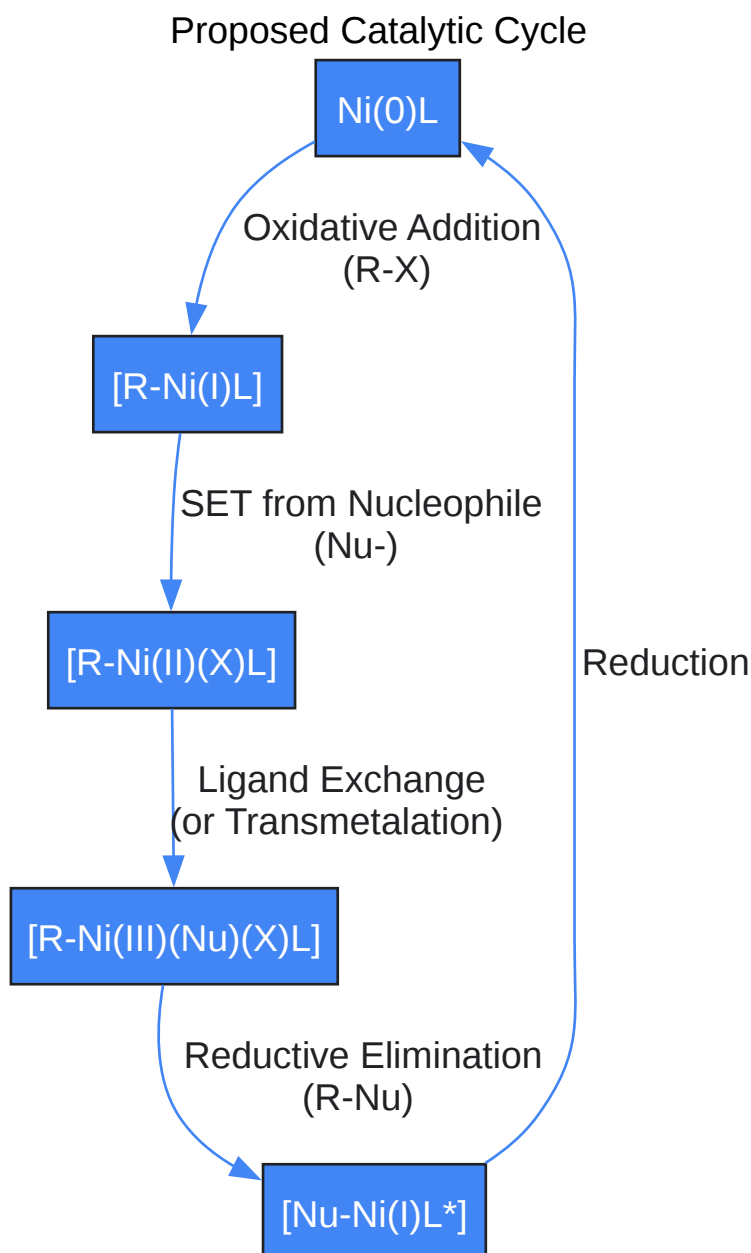 Proposed Catalytic Cycle
Ni(0)L
Oxidative Addition
(R-X)
[R-Ni(I)L]
SET from Nucleophile
(Nu-)
[R-Ni(II)(X)L]
Reduction
Ligand Exchange
(or Transmetalation)
[R-Ni(III)(Nu)(X)L]
Reductive Elimination
(R-Nu)
[Nu-Ni(I)L*]